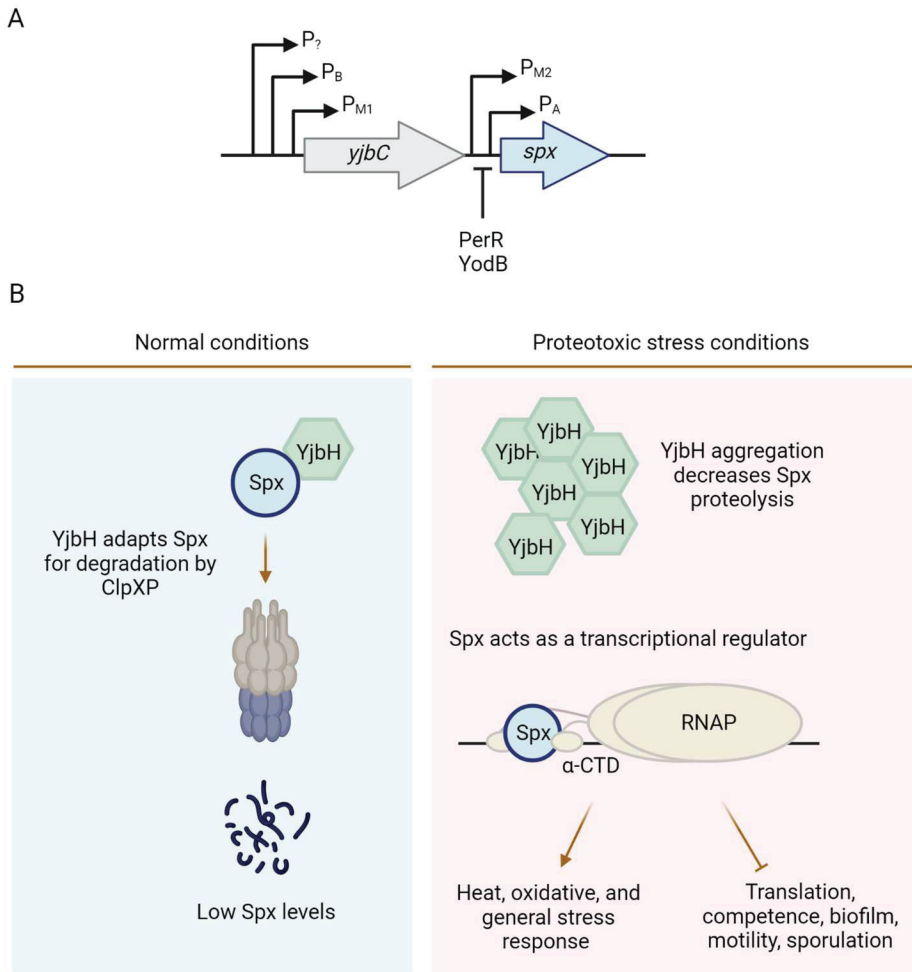 A
P?
PB
PM1
PM2
PA
yjbC
spx
PerR
YodB
B
Normal conditions
YjbH
Spx
YjbH adapts Spx
for degradation by
ClpXP
Low Spx levels
Proteotoxic stress conditions
YjbH
YjbH
YjbH
YjbH
YjbH
YjbH
YjbH aggregation
decreases Spx
proteolysis
Spx acts as a transcriptional regulator
Spx
RNAP
α-CTD
Heat, oxidative, and
general stress
response
Translation,
competence, biofilm,
motility, sporulation